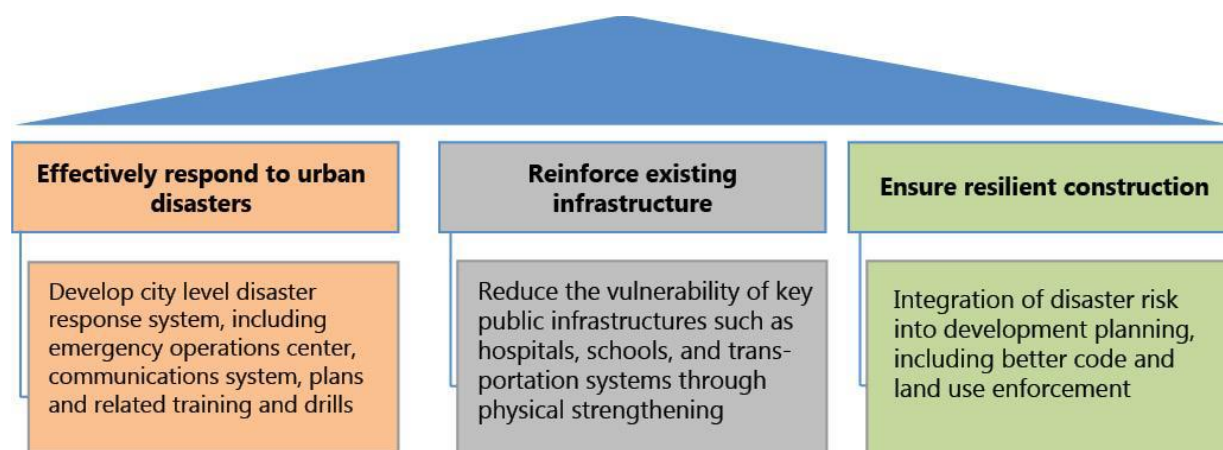 Effectively respond to urban
disasters
Develop city level disaster
response system, including
emergency operations center,
communications system, plans
and related training and drills
Reinforce existing
infrastructure
Reduce the vulnerability of key
public infrastructures such as
hospitals, schools, and trans-
portation systems through
physical strengthening
Ensure resilient construction
Integration of disaster risk
into development planning,
including better code and
land use enforcement